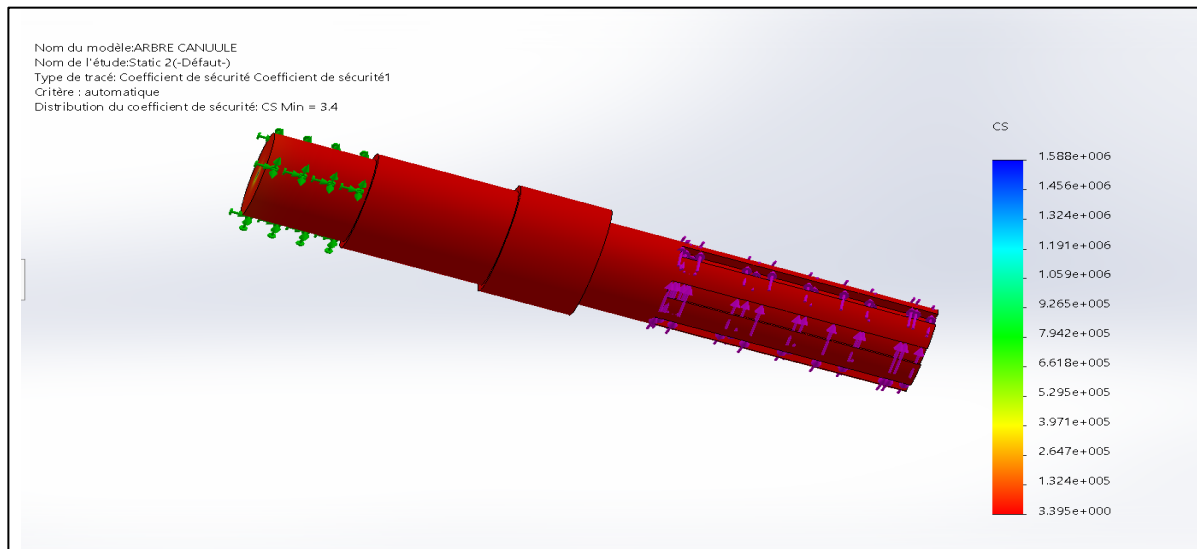 Nom du modèle:ARBRE CANUULE
Nom de l'étude:Static 2(-Défaut-)
Type de tracé: Coefficient de sécurité Coefficient de sécurité1
Critère : automatique
Distribution du coefficient de sécurité: CS Min = 3.4
CS
1.588e+006
1.456e+006
1.324e+006
1.191e+006
1.059e+006
9.265e+005
7.942e+005
6.618e+005
5.295e+005
3.971e+005
2.647e+005
1.324e+005
3.395e+000